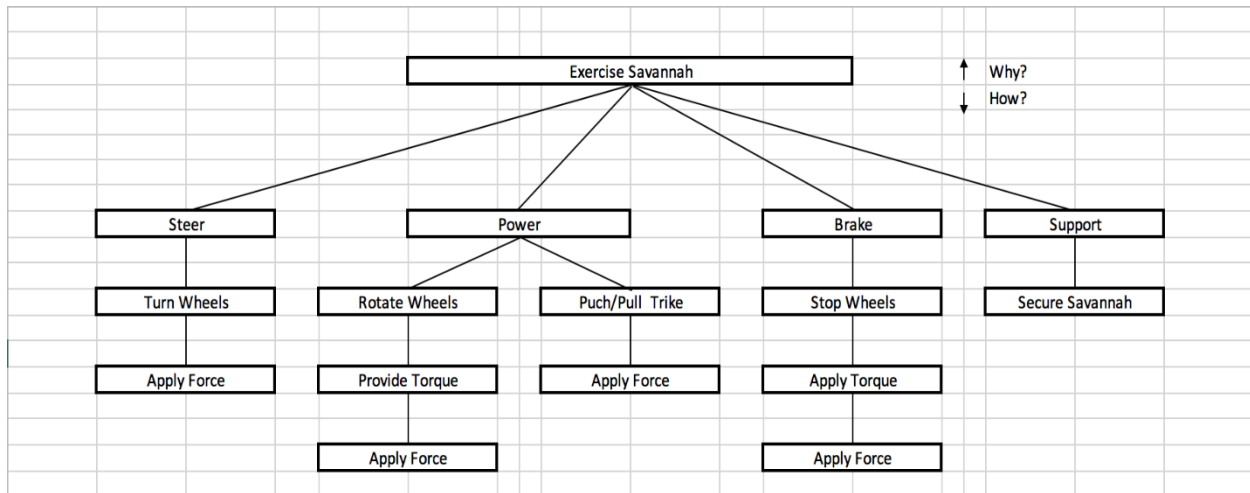 Exercise Savannah
Why?
How?
Steer
Power
Brake
Support
Turn Wheels
Rotate Wheels
Puch/Pull Trike
Stop Wheels
Secure Savannah
Apply Force
Provide Torque
Apply Force
Apply Torque
Apply Force
Apply Force